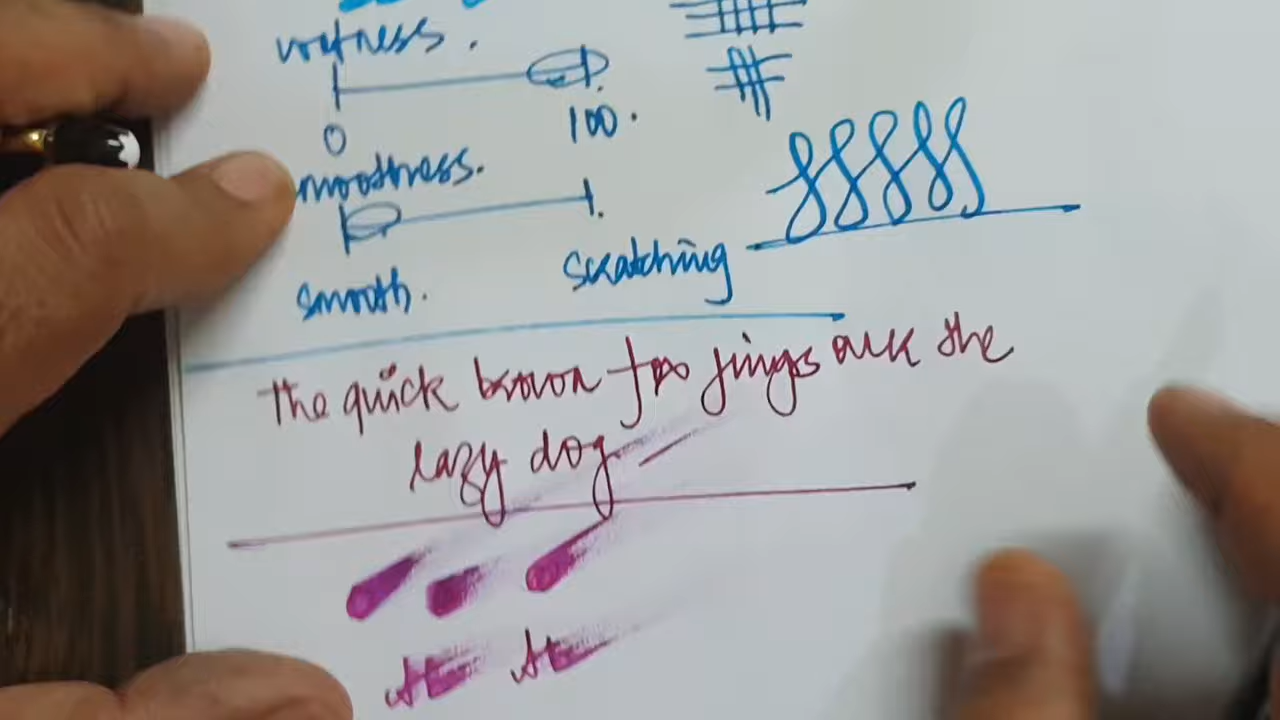 wetness.
0 100.
smoothness.
smooth. scratching
The quick brown fox jumps over the
lazy dog